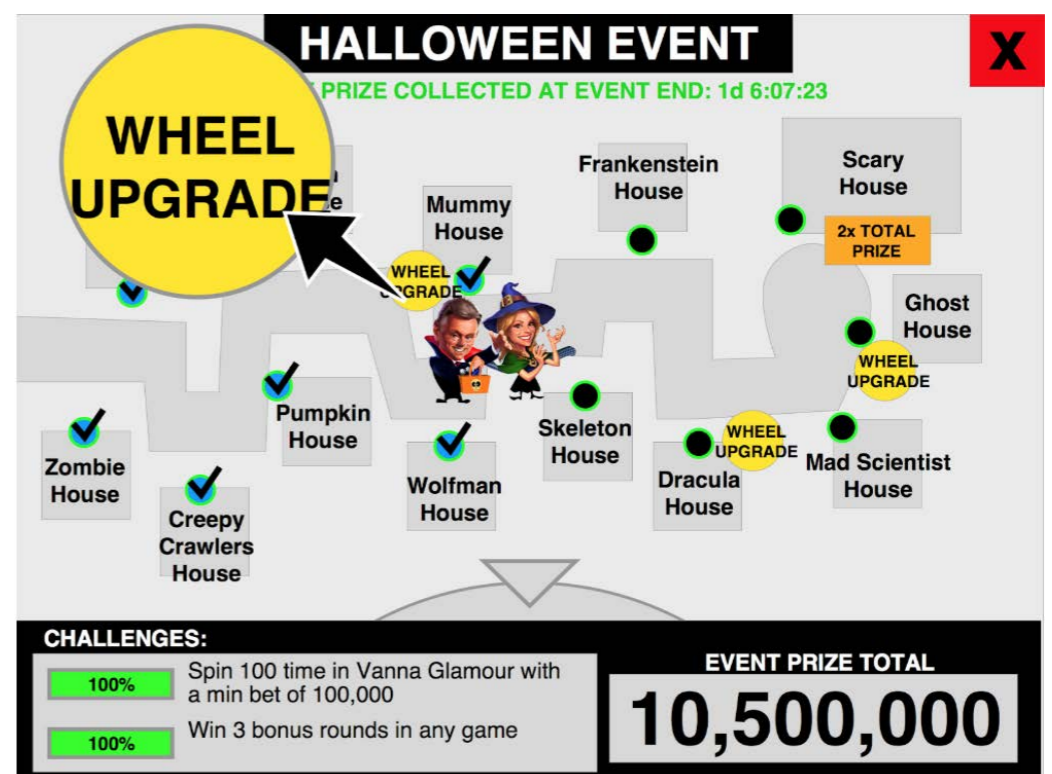 HALLOWEEN EVENT
X
PRIZE COLLECTED AT EVENT END: 1d 6:07:23
WHEEL
UPGRADE
Mummy
House
Frankenstein
House
Scary
House
2x TOTAL
PRIZE
WHEEL
UPGRADE
Ghost
House
WHEEL
UPGRADE
Pumpkin
House
Skeleton
House
WHEEL
UPGRADE
Zombie
House
Wolfman
House
Dracula
House
Mad Scientist
House
Creepy
Crawlers
House
CHALLENGES:
100%
Spin 100 time in Vanna Glamour with
a min bet of 100,000
100%
Win 3 bonus rounds in any game
EVENT PRIZE TOTAL
10,500,000